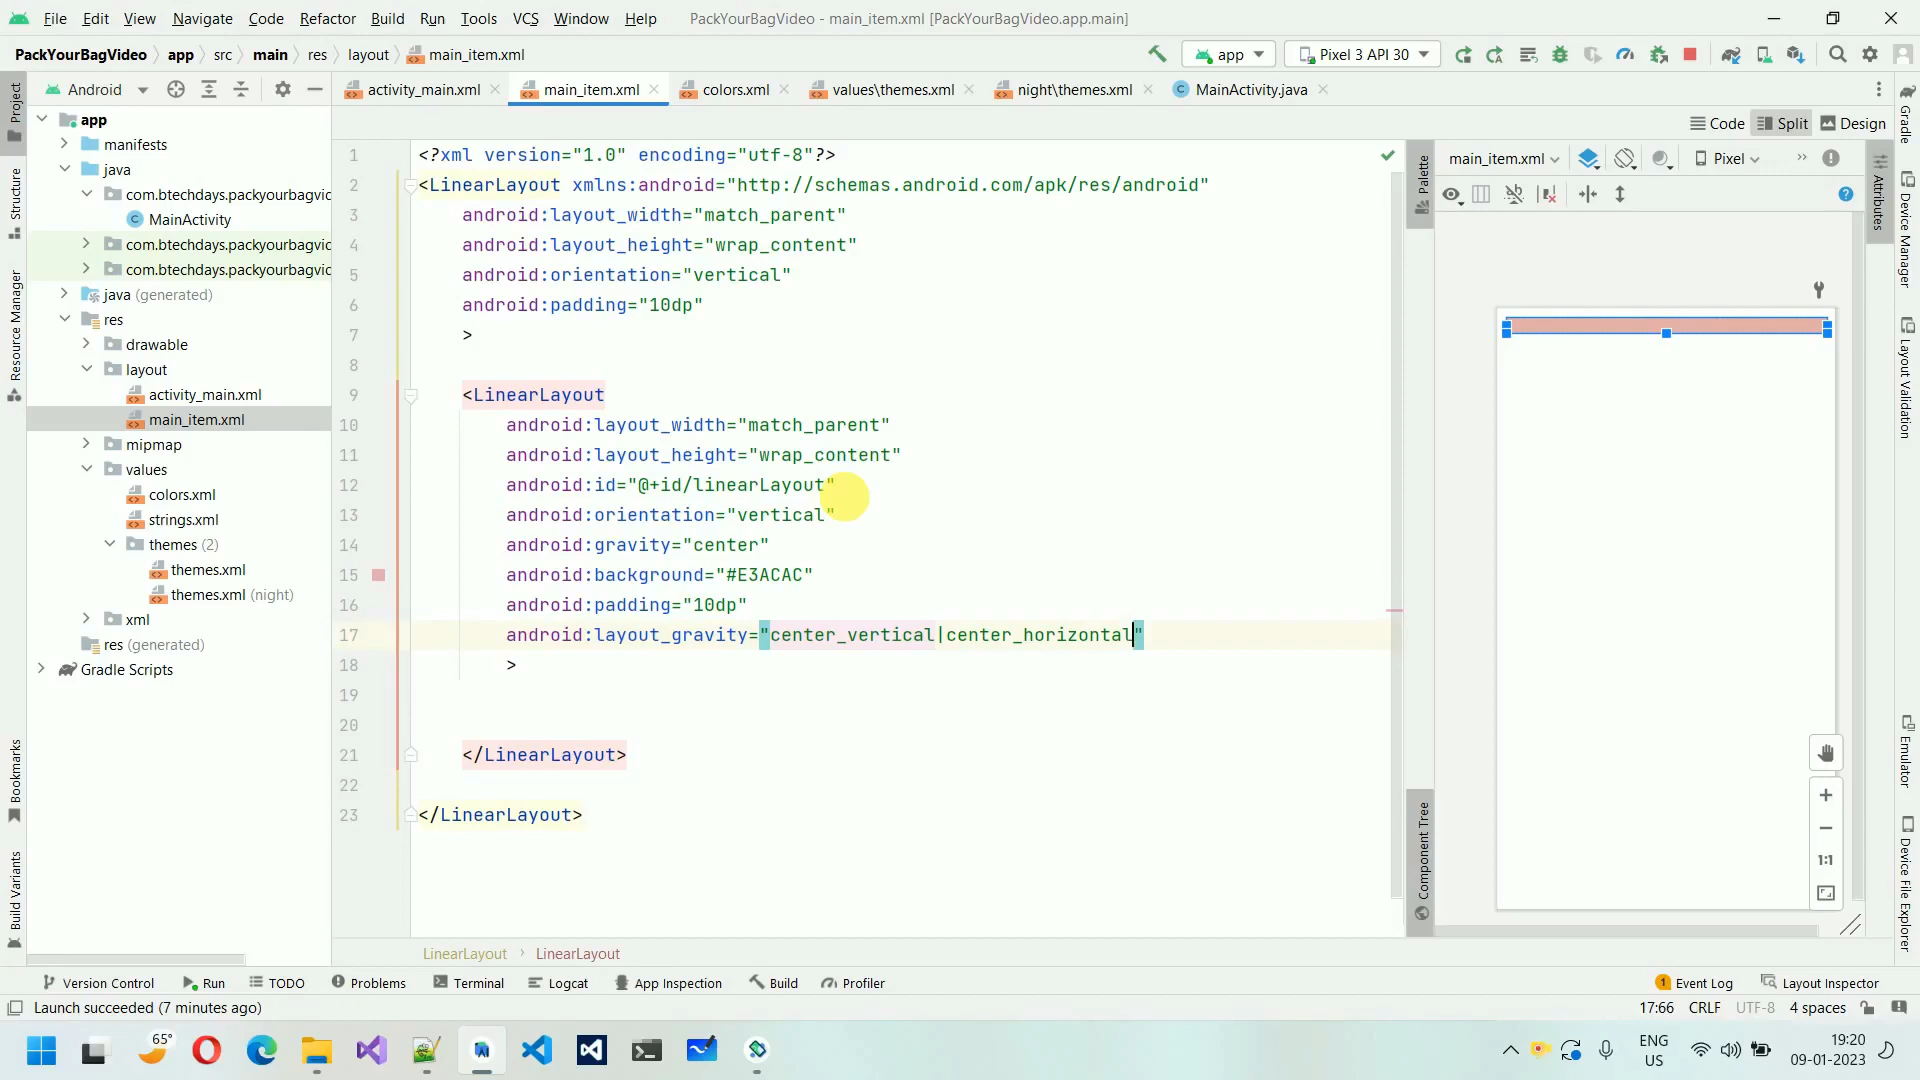 File Edit View Navigate Code Refactor Build Run Tools VCS Window Help PackYourBagVideo - main_item.xml [PackYourBagVideo.app.main]
PackYourBagVideo app src main res layout main_item.xml app Pixel 3 API 30
Android activity_main.xml main_item.xml colors.xml values\themes.xml night\themes.xml MainActivity.java
Code Split Design
Project
Structure
Resource Manager
Bookmarks
Build Variants
app
manifests
java
com.btechdays.packyourbagvid
MainActivity
com.btechdays.packyourbagvid
com.btechdays.packyourbagvid
java (generated)
res
drawable
layout
activity_main.xml
main_item.xml
mipmap
values
colors.xml
strings.xml
themes (2)
themes.xml
themes.xml (night)
xml
res (generated)
Gradle Scripts
1 <?xml version="1.0" encoding="utf-8"?>
2 <LinearLayout xmlns:android="http://schemas.android.com/apk/res/android"
3 android:layout_width="match_parent"
4 android:layout_height="wrap_content"
5 android:orientation="vertical"
6 android:padding="10dp"
7 >
8
9 <LinearLayout
10 android:layout_width="match_parent"
11 android:layout_height="wrap_content"
12 android:id="@+id/linearLayout"
13 android:orientation="vertical"
14 android:gravity="center"
15 android:background="#E3ACAC"
16 android:padding="10dp"
17 android:layout_gravity="center_vertical|center_horizontal"
18 >
19
20
21 </LinearLayout>
22
23 </LinearLayout>
LinearLayout LinearLayout
Palette
Component Tree
main_item.xml Pixel
1:1
Attributes
Gradle
Device Manager
Layout Validation
Emulator
Device File Explorer
Version Control Run TODO Problems Terminal Logcat App Inspection Build Profiler 1 Event Log Layout Inspector
Launch succeeded (7 minutes ago) 17:66 CRLF UTF-8 4 spaces
65°
ENG
US
19:20
09-01-2023